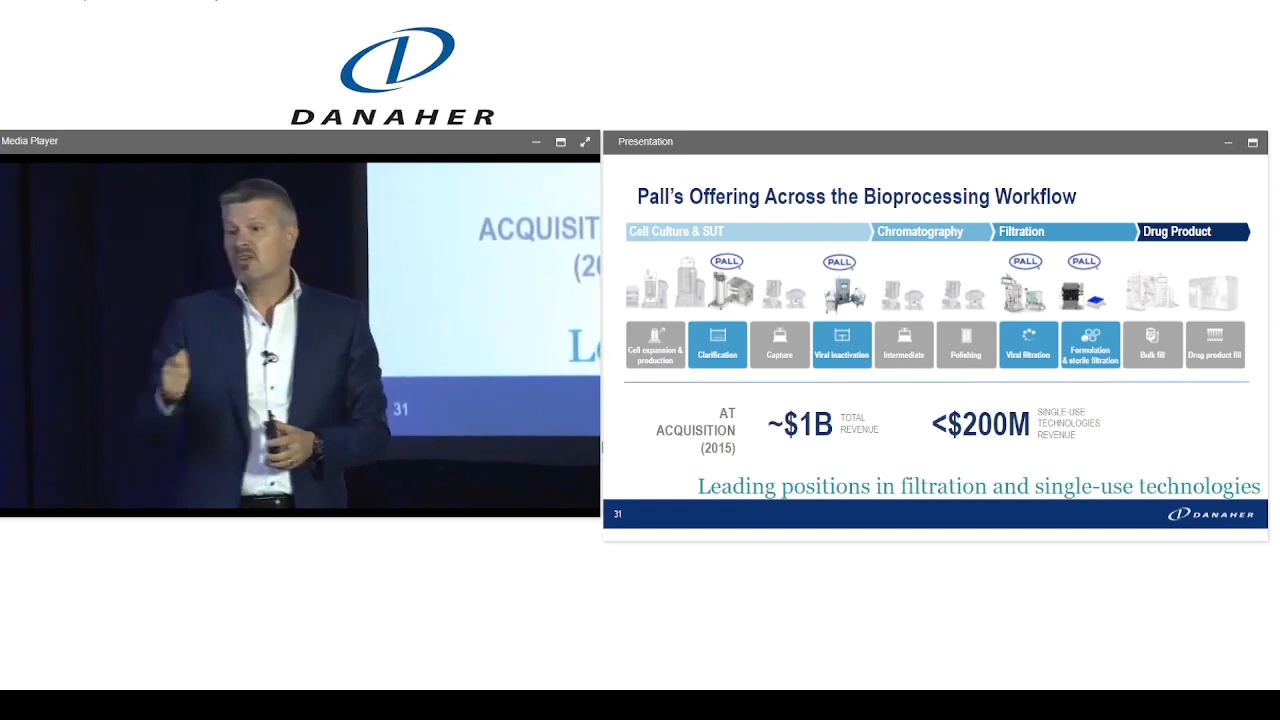 DANAHER
Media Player
Presentation
ACQUISIT
(20
31
Pall's Offering Across the Bioprocessing Workflow
Cell Culture & SUT
Chromatography
Filtration
Drug Product
PALL
PALL
PALL
PALL
Cell expansion &
production
Clarification
Capture
Viral inactivation
Intermediate
Polishing
Viral filtration
Formulation
& sterile filtration
Bulk fill
Drug product fill
AT
ACQUISITION
(2015)
~$1B
TOTAL
REVENUE
<$200M
SINGLE-USE
TECHNOLOGIES
REVENUE
Leading positions in filtration and single-use technologies
31
DANAHER